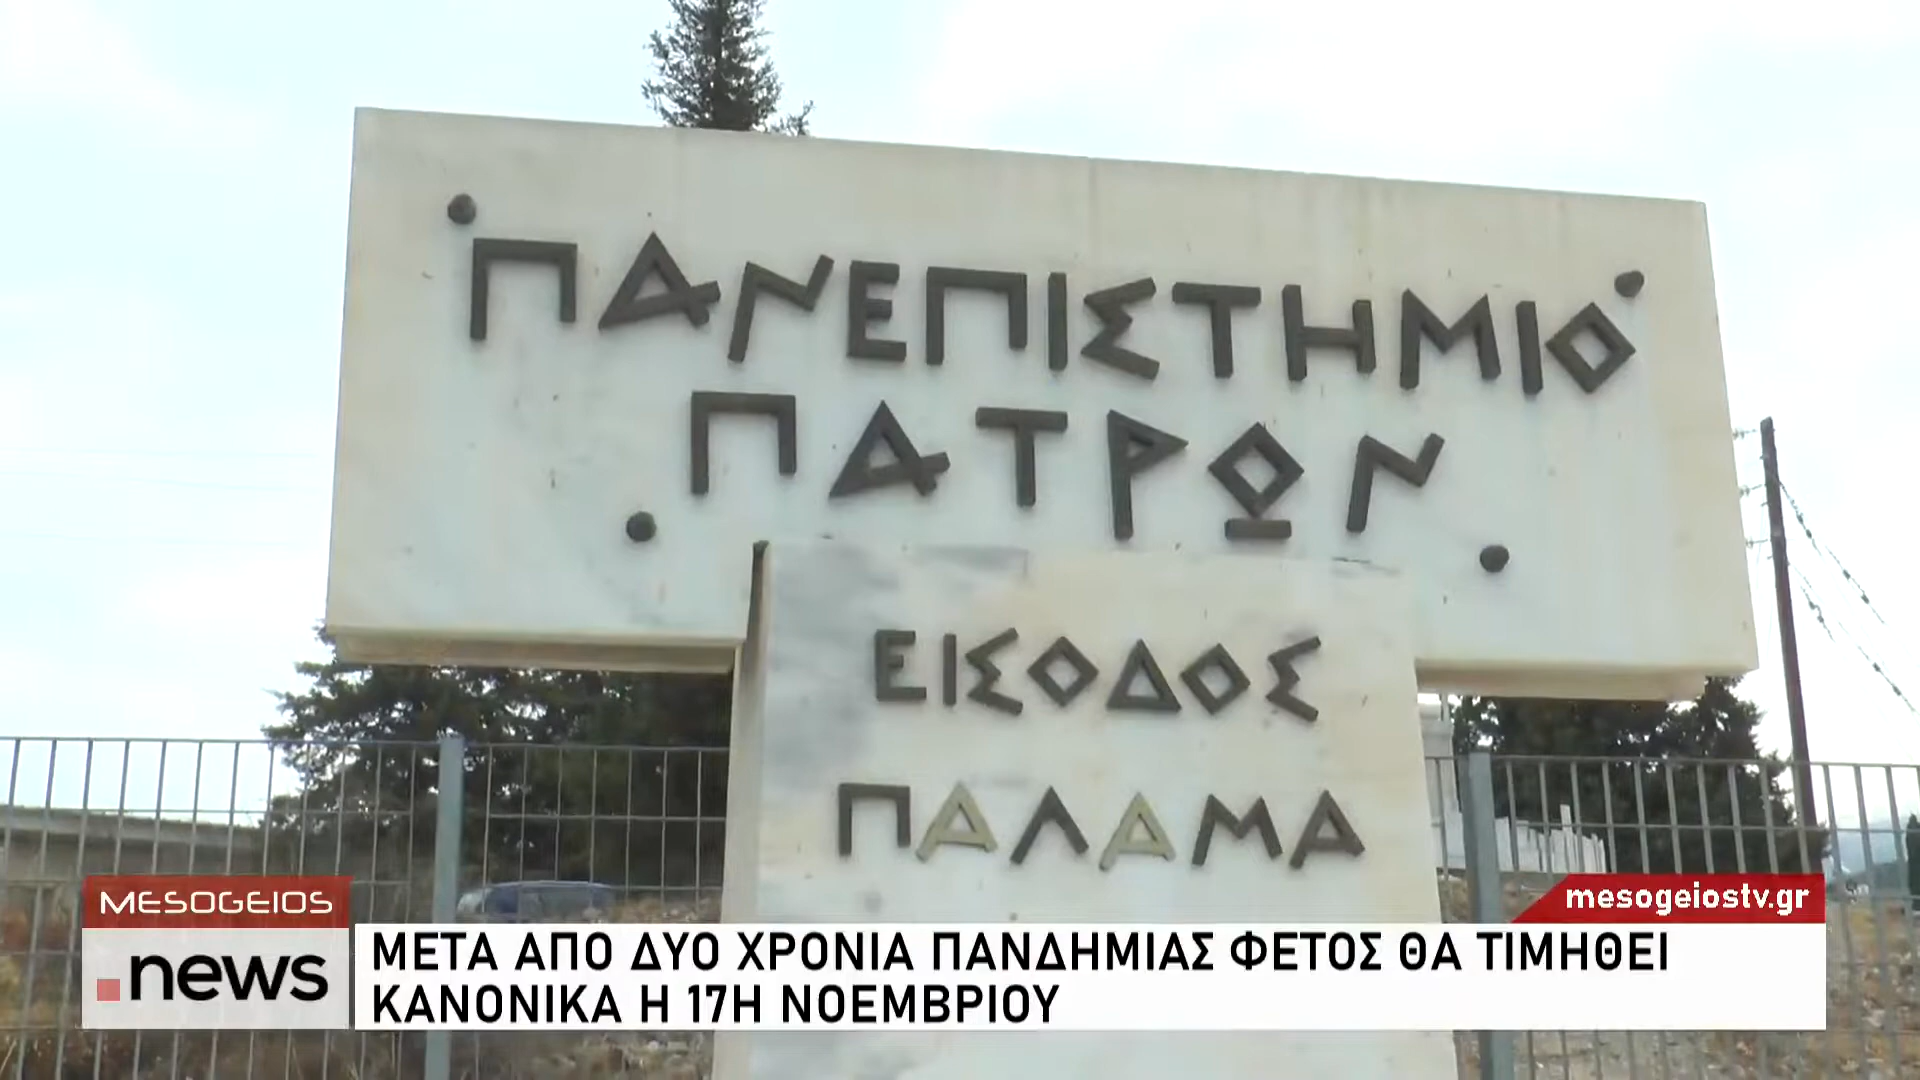 ΠΑΝΕΠΙΣΤΗΜΙΟ
ΠΑΤΡΩΝ
ΕΙΣΟΔΟΣ
ΠΑΛΑΜΑ
MESOGEIOS
.news
mesogeiostv.gr
ΜΕΤΑ ΑΠΟ ΔΥΟ ΧΡΟΝΙΑ ΠΑΝΔΗΜΙΑΣ ΦΕΤΟΣ ΘΑ ΤΙΜΗΘΕΙ
ΚΑΝΟΝΙΚΑ Η 17Η ΝΟΕΜΒΡΙΟΥ